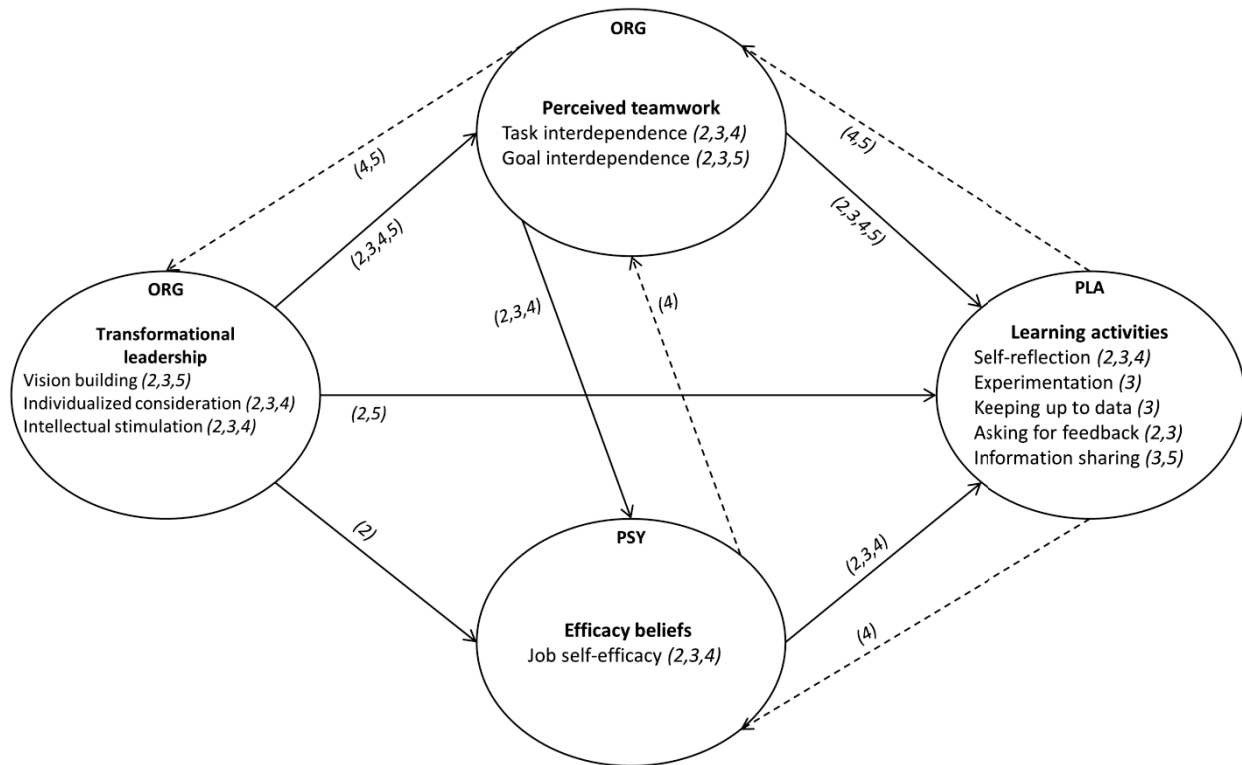 ORG
Perceived teamwork
Task interdependence (2,3,4)
Goal interdependence (2,3,5)
(4,5)
(4,5)
(2,3,4,5)
(2,3,4,5)
ORG
Transformational
leadership
Vision building (2,3,5)
Individualized consideration (2,3,4)
Intellectual stimulation (2,3,4)
(2,3,4)
(4)
PLA
Learning activities
Self-reflection (2,3,4)
Experimentation (3)
Keeping up to data (3)
Asking for feedback (2,3)
Information sharing (3,5)
(2,5)
(2)
PSY
Efficacy beliefs
Job self-efficacy (2,3,4)
(2,3,4)
(4)